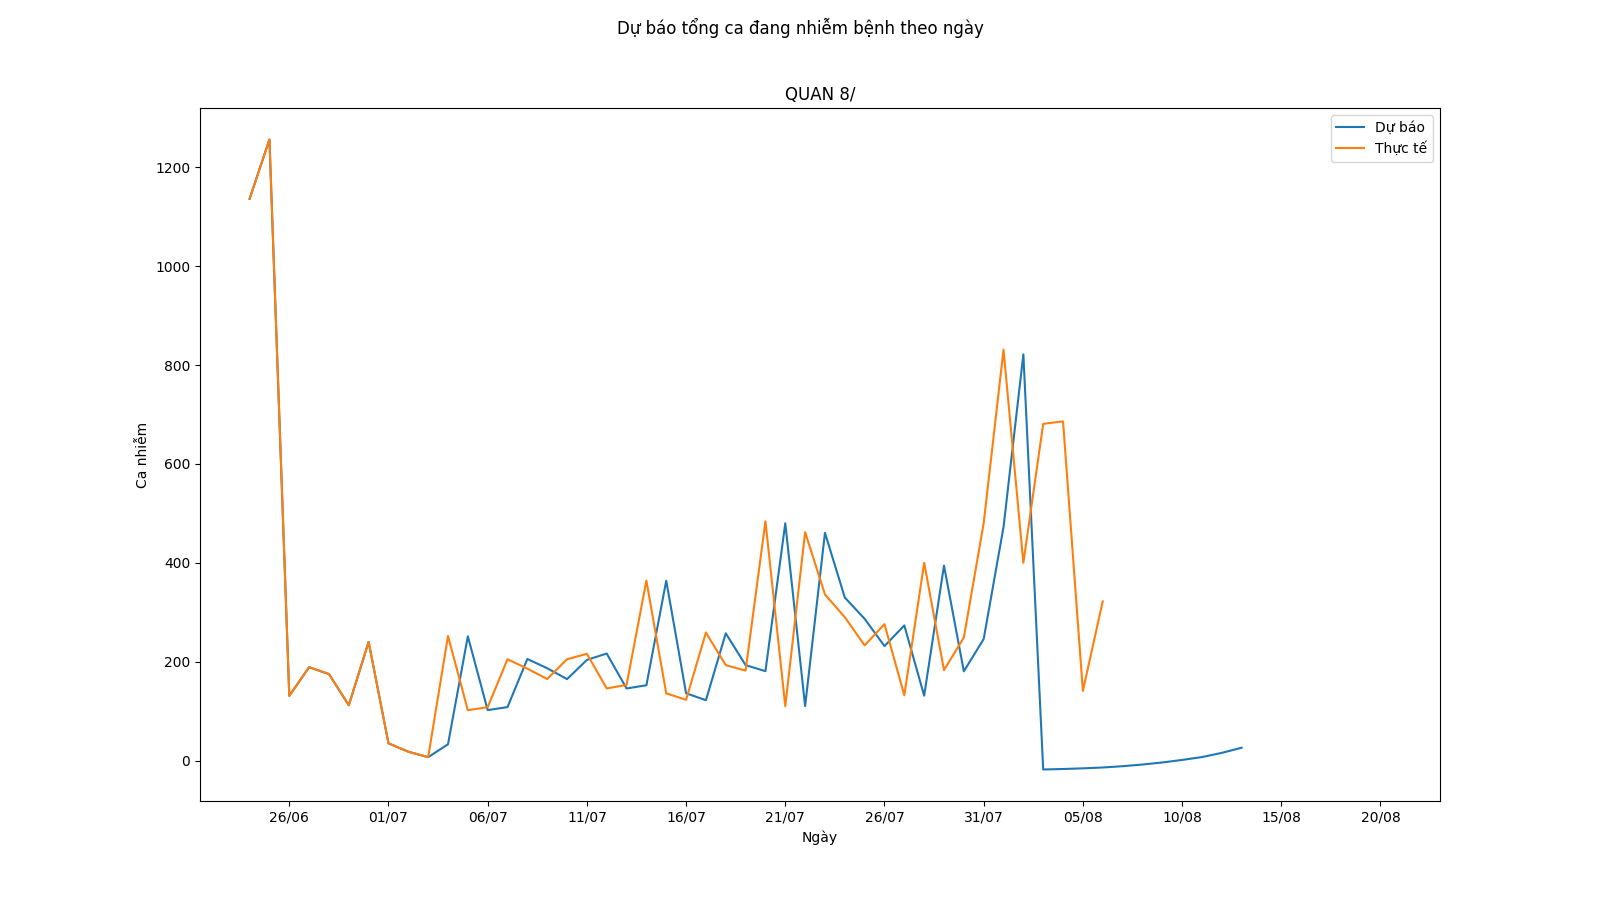 Dự báo tổng ca đang nhiễm bệnh theo ngày
QUAN 8/
Dự báo
Thực tế
1200
1000
800
600
400
200
0
Ca nhiễm
26/06 01/07 06/07 11/07 16/07 21/07 26/07 31/07 05/08 10/08 15/08 20/08
Ngày